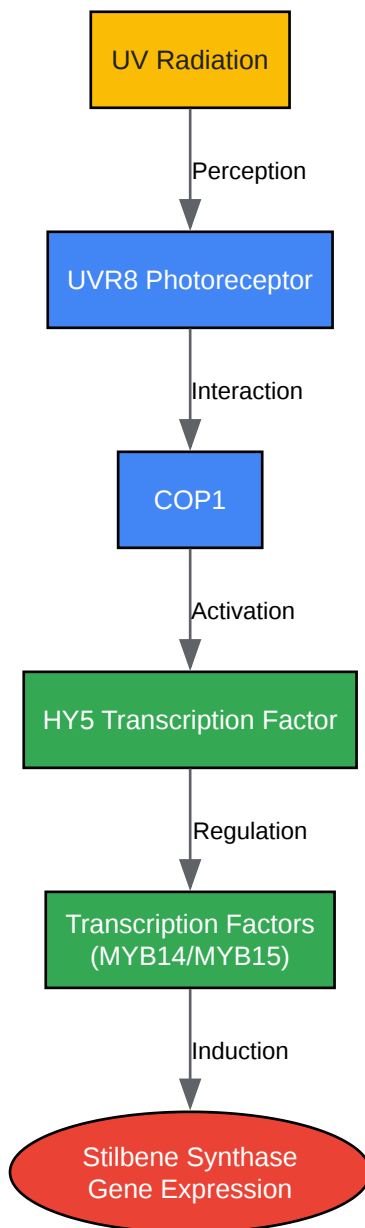 UV Radiation
Perception
UVR8 Photoreceptor
Interaction
COP1
Activation
HY5 Transcription Factor
Regulation
Transcription Factors
(MYB14/MYB15)
Induction
Stilbene Synthase
Gene Expression